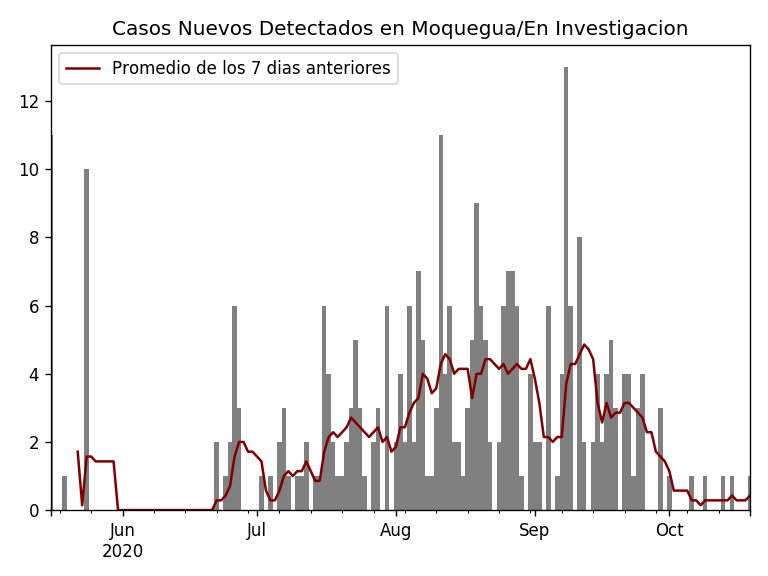 Casos Nuevos Detectados en Moquegua/En Investigacion
Promedio de los 7 dias anteriores
12
10
8
6
4
2
0
Jun Jul Aug Sep Oct
2020